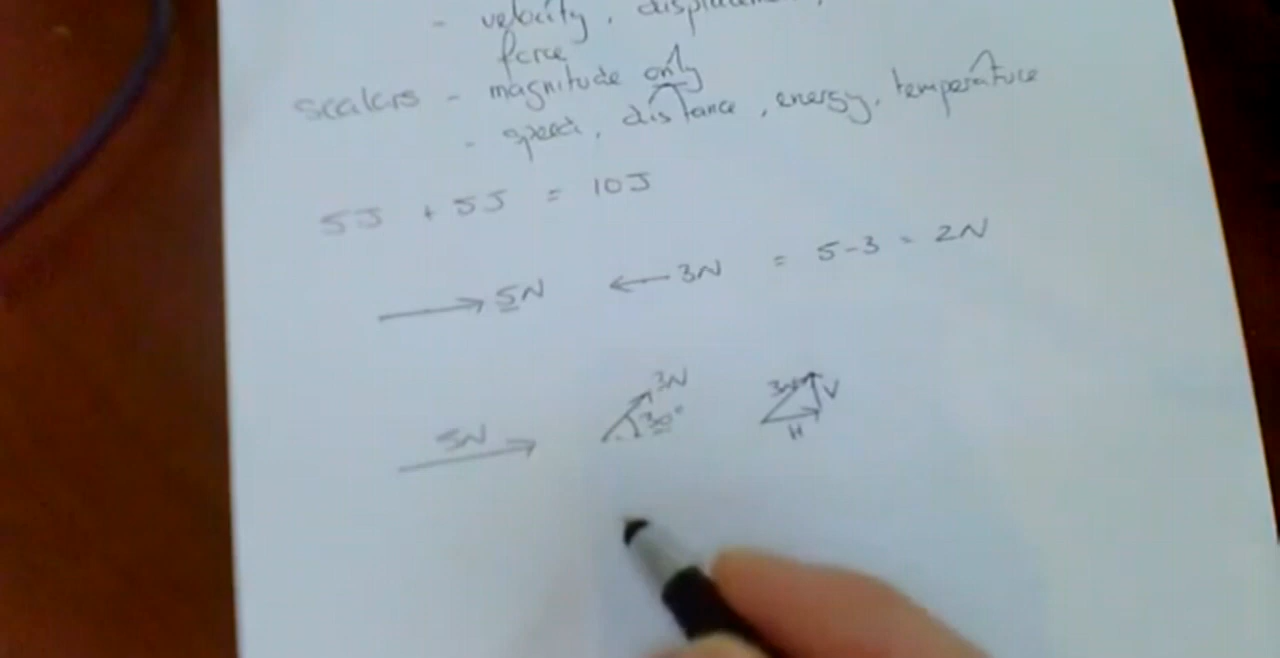 - velocity, displacement,
force
scalars - magnitude only
- speed, distance, energy, temperature
5J + 5J = 10J
→ 5N ← 3N = 5-3 = 2N
5N → 3N 30° 3N V
H